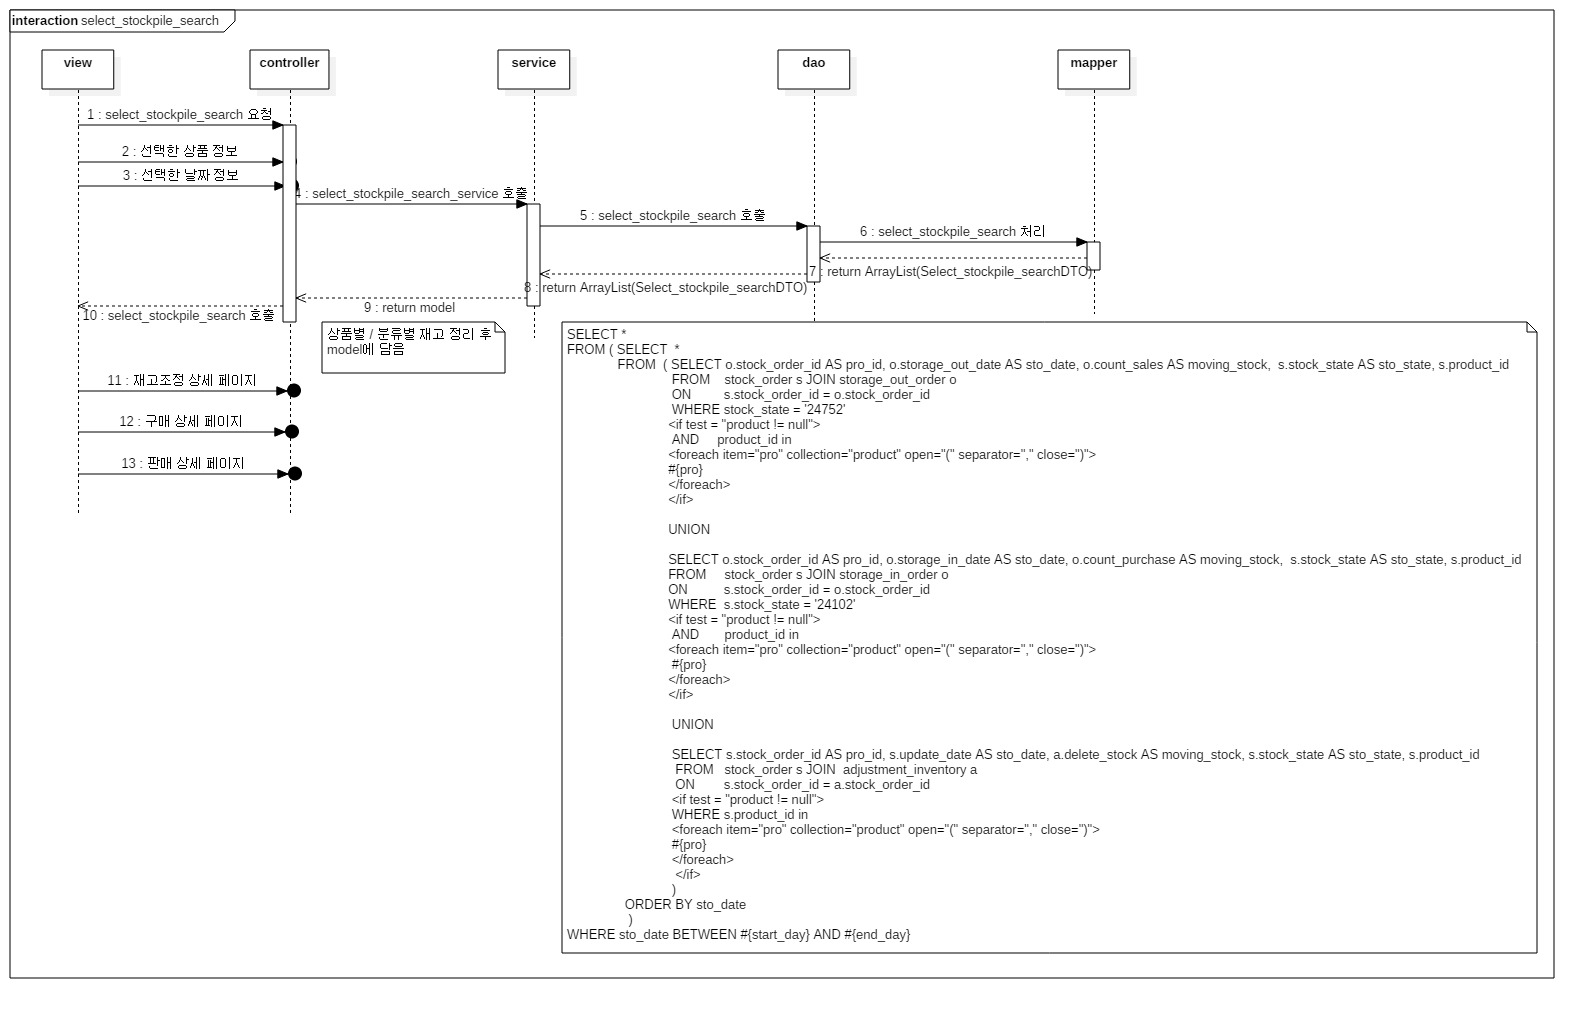 interaction select_stockpile_search
view
controller
service
dao
mapper
1 : select_stockpile_search 요청
2 : 선택한 상품 정보
3 : 선택한 날짜 정보
4 : select_stockpile_search_service 호출
5 : select_stockpile_search 호출
6 : select_stockpile_search 처리
7 : return ArrayList(Select_stockpile_searchDTO)
8 : return ArrayList(Select_stockpile_searchDTO)
9 : return model
10 : select_stockpile_search 호출
상품별 / 분류별 재고 정리 후
model에 담음
11 : 재고조정 상세 페이지
12 : 구매 상세 페이지
13 : 판매 상세 페이지
SELECT *
FROM ( SELECT *
FROM ( SELECT o.stock_order_id AS pro_id, o.storage_out_date AS sto_date, o.count_sales AS moving_stock, s.stock_state AS sto_state, s.product_id
FROM stock_order s JOIN storage_out_order o
ON s.stock_order_id = o.stock_order_id
WHERE stock_state = '24752'
<if test = "product != null">
AND product_id in
<foreach item="pro" collection="product" open="(" separator="," close=")">
#{pro}
</foreach>
</if>
UNION
SELECT o.stock_order_id AS pro_id, o.storage_in_date AS sto_date, o.count_purchase AS moving_stock, s.stock_state AS sto_state, s.product_id
FROM stock_order s JOIN storage_in_order o
ON s.stock_order_id = o.stock_order_id
WHERE s.stock_state = '24102'
<if test = "product != null">
AND product_id in
<foreach item="pro" collection="product" open="(" separator="," close=")">
#{pro}
</foreach>
</if>
UNION
SELECT s.stock_order_id AS pro_id, s.update_date AS sto_date, a.delete_stock AS moving_stock, s.stock_state AS sto_state, s.product_id
FROM stock_order s JOIN adjustment_inventory a
ON s.stock_order_id = a.stock_order_id
<if test = "product != null">
WHERE s.product_id in
<foreach item="pro" collection="product" open="(" separator="," close=")">
#{pro}
</foreach>
</if>
)
ORDER BY sto_date
)
WHERE sto_date BETWEEN #{start_day} AND #{end_day}